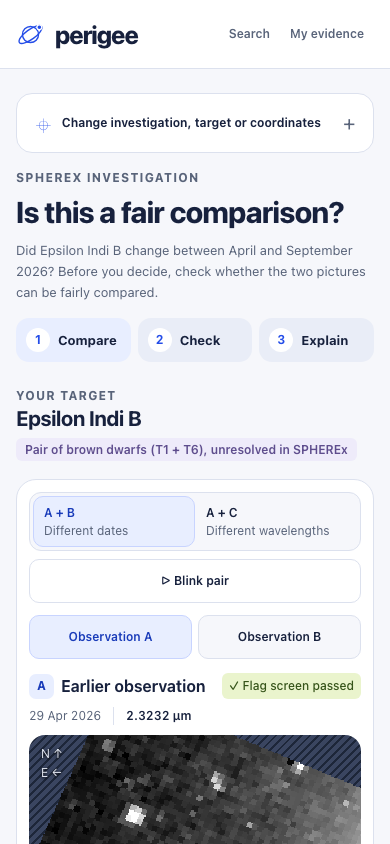 perigee
Search
My evidence
Change investigation, target or coordinates
+
SPHEREX INVESTIGATION
Is this a fair comparison?
Did Epsilon Indi B change between April and September
2026? Before you decide, check whether the two pictures
can be fairly compared.
1 Compare
2 Check
3 Explain
YOUR TARGET
Epsilon Indi B
Pair of brown dwarfs (T1 + T6), unresolved in SPHEREx
A + B
Different dates
A + C
Different wavelengths
▷ Blink pair
Observation A
Observation B
A Earlier observation
✓ Flag screen passed
29 Apr 2026
2.3232 µm
N ↑
E ←